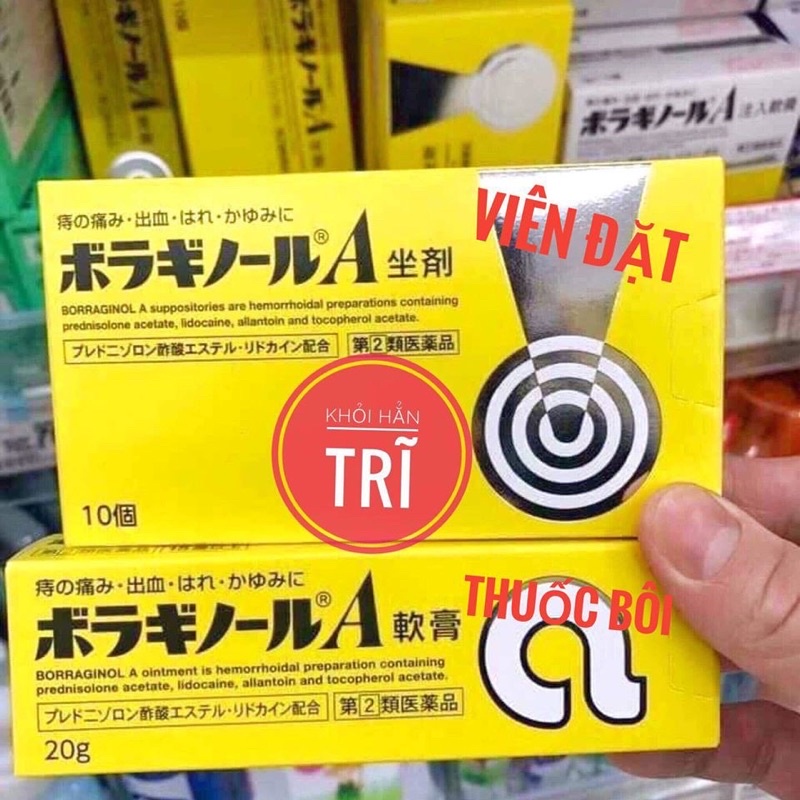 ボラギノールA 注入軟膏
痔の痛み・出血・はれ・かゆみに
ボラギノール®A 坐剤
VIÊN ĐẶT
BORRAGINOL A suppositories are hemorrhoidal preparations containing
prednisolone acetate, lidocaine, allantoin and tocopherol acetate.
プレドニゾロン酢酸エステル・リドカイン配合 第②類医薬品
KHỎI HẲN
TRĨ
10個
痔の痛み・出血・はれ・かゆみに
ボラギノール®A 軟膏
THUỐC BÔI
BORRAGINOL A ointment is hemorrhoidal preparation containing
prednisolone acetate, lidocaine, allantoin and tocopherol acetate.
プレドニゾロン酢酸エステル・リドカイン配合 第②類医薬品
20g